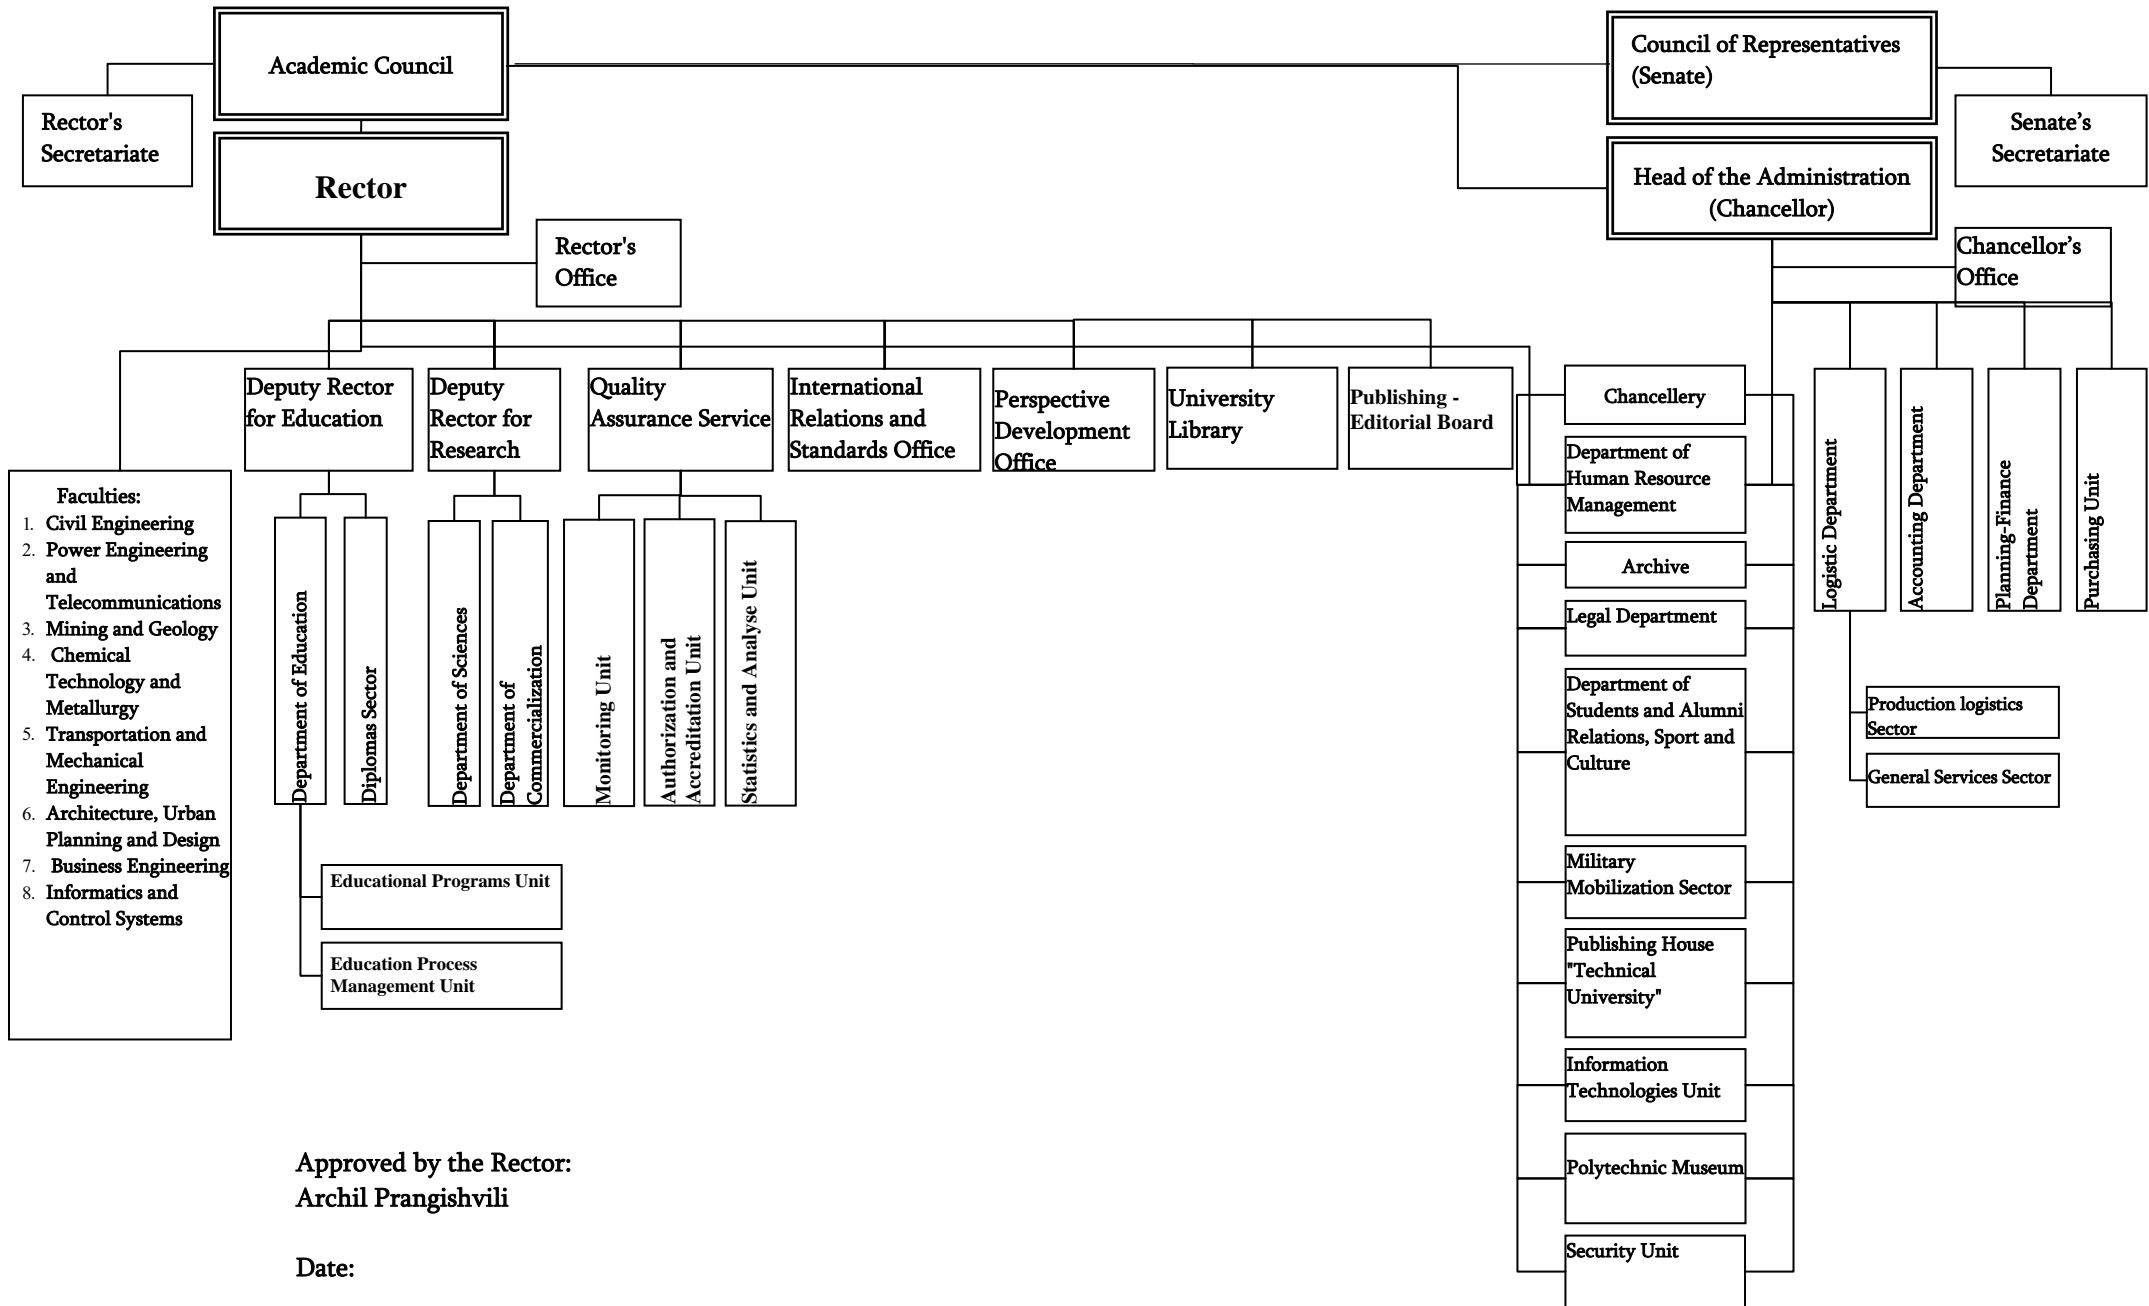 Academic Council
Council of Representatives
(Senate)
Rector's
Secretariate
Senate’s
Secretariate
Rector
Head of the Administration
(Chancellor)
Rector's
Office
Chancellor’s
Office
Deputy Rector
for Education
Deputy
Rector for
Research
Quality
Assurance Service
International
Relations and
Standards Office
Perspective
Development
Office
University
Library
Publishing -
Editorial Board
Chancellery
Department of
Human Resource
Management
Archive
Legal Department
Department of
Students and Alumni
Relations, Sport and
Culture
Military
Mobilization Sector
Publishing House
"Technical
University"
Information
Technologies Unit
Polytechnic Museum
Security Unit
Logistic Department
Accounting Department
Planning-Finance
Department
Purchasing Unit
Production logistics
Sector
General Services Sector
Faculties:
1. Civil Engineering
2. Power Engineering
and
Telecommunications
3. Mining and Geology
4. Chemical
Technology and
Metallurgy
5. Transportation and
Mechanical
Engineering
6. Architecture, Urban
Planning and Design
7. Business Engineering
8. Informatics and
Control Systems
Department of Education
Diplomas Sector
Department of Sciences
Department of
Commercialization
Monitoring Unit
Authorization and
Accreditation Unit
Statistics and Analyse Unit
Educational Programs Unit
Education Process
Management Unit
Approved by the Rector:
Archil Prangishvili
Date: